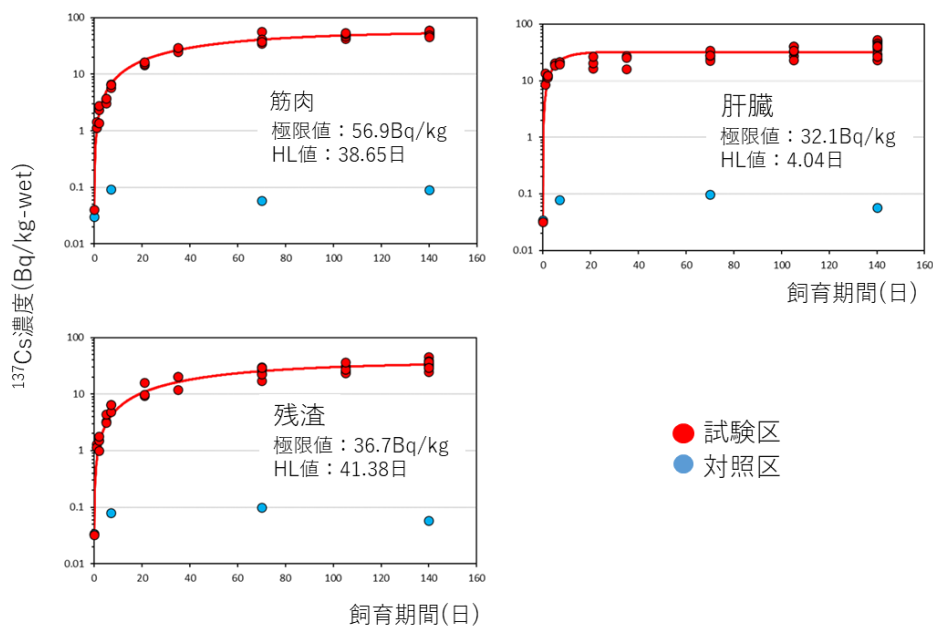 137Cs濃度(Bq/kg-wet)
100
10
1
0.1
0.01
0 20 40 60 80 100 120 140 160
筋肉
極限値：56.9Bq/kg
HL値：38.65日
100
10
1
0.1
0.01
0 20 40 60 80 100 120 140 160
肝臓
極限値：32.1Bq/kg
HL値：4.04日
飼育期間(日)
100
10
1
0.1
0.01
0 20 40 60 80 100 120 140 160
残渣
極限値：36.7Bq/kg
HL値：41.38日
飼育期間(日)
試験区
対照区